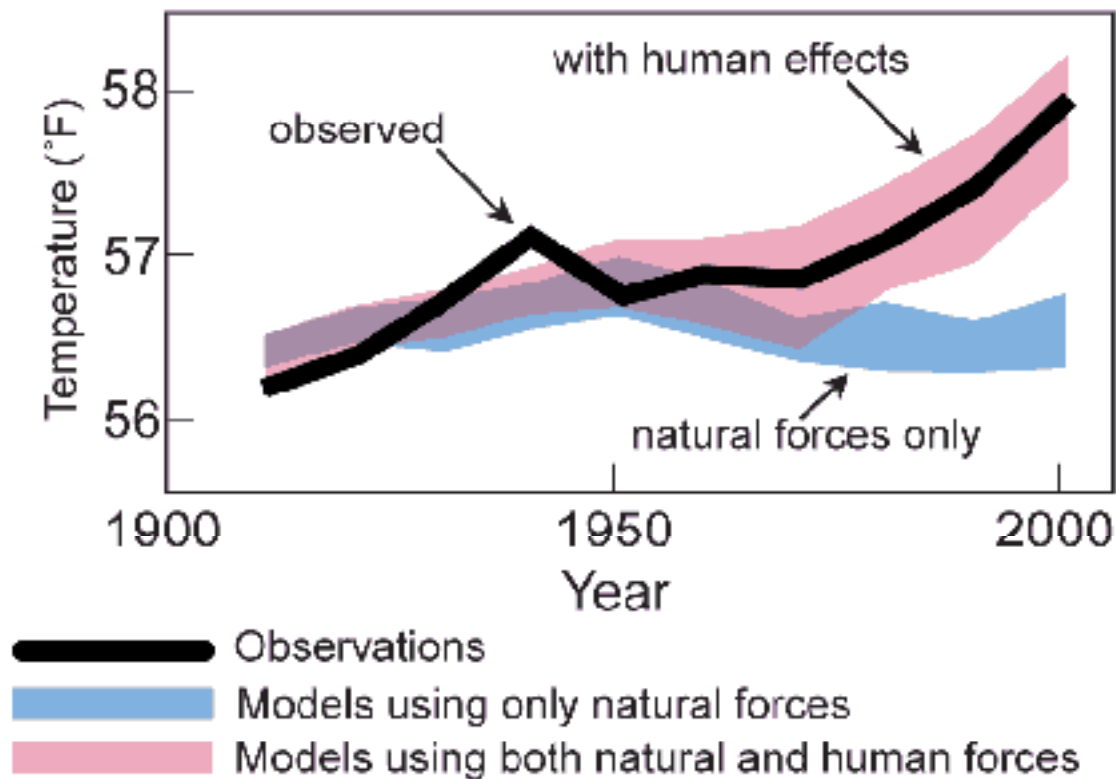 with human effects
58
observed
Temperature (°F)
57
56
natural forces only
1900
1950
2000
Year
Observations
Models using only natural forces
Models using both natural and human forces